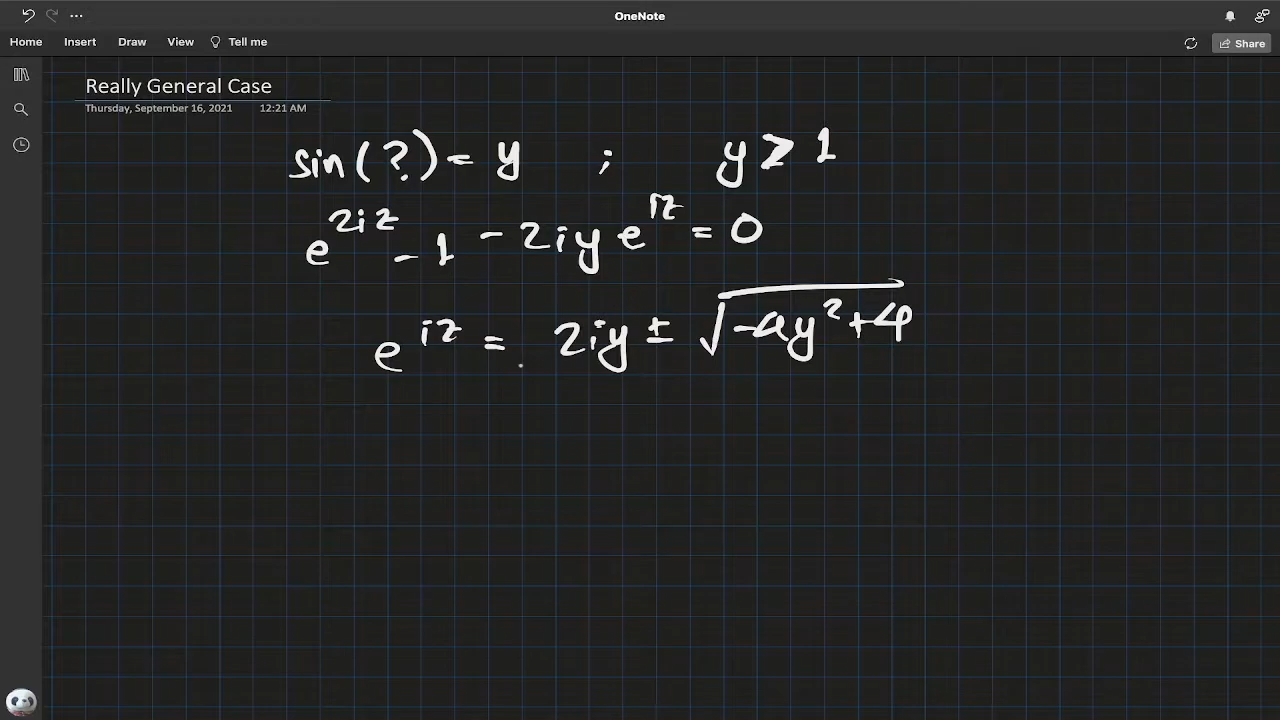 OneNote
Home Insert Draw View Tell me Share
Really General Case
Thursday, September 16, 2021 12:21 AM
sin(?) = y ; y > 1
e^{2iz} - 1 - 2iy e^{iz} = 0
e^{iz} = 2iy ± √(-4y² + 4)